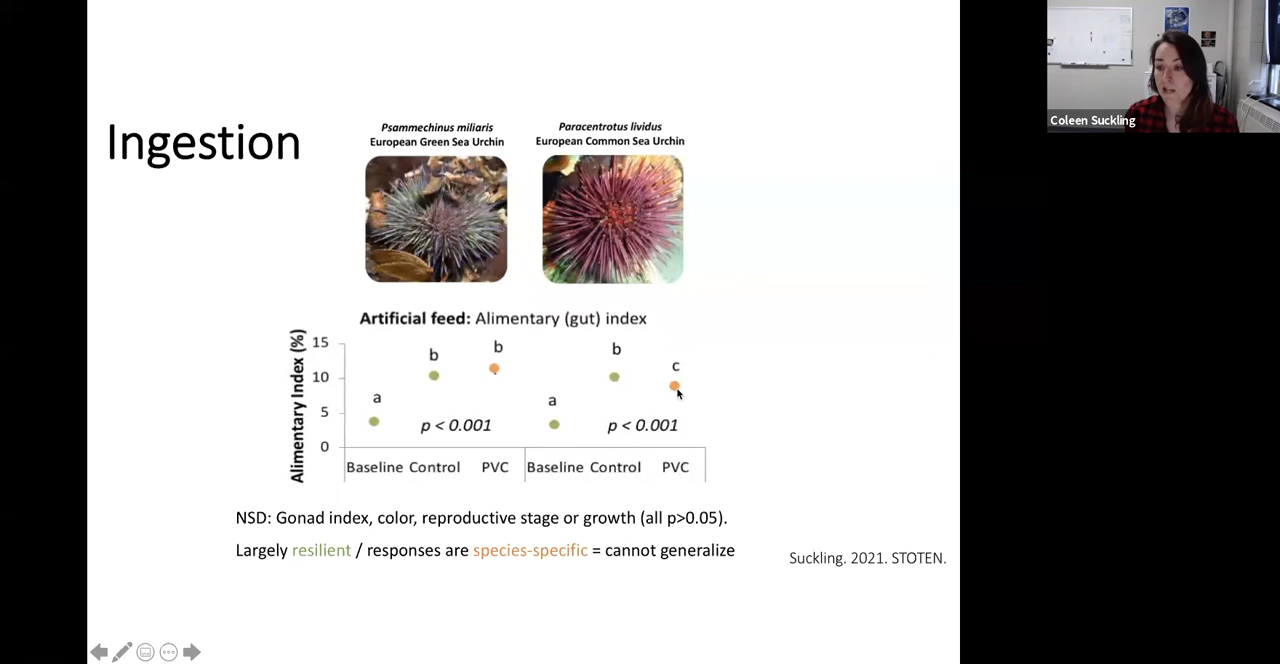 Ingestion
Psammechinus miliaris
European Green Sea Urchin
Paracentrotus lividus
European Common Sea Urchin
Artificial feed: Alimentary (gut) index
Alimentary Index (%)
15
10
5
0
a
b
b
a
b
c
p < 0.001
p < 0.001
Baseline Control PVC Baseline Control PVC
NSD: Gonad index, color, reproductive stage or growth (all p>0.05).
Largely resilient / responses are species-specific = cannot generalize
Suckling. 2021. STOTEN.
Coleen Suckling